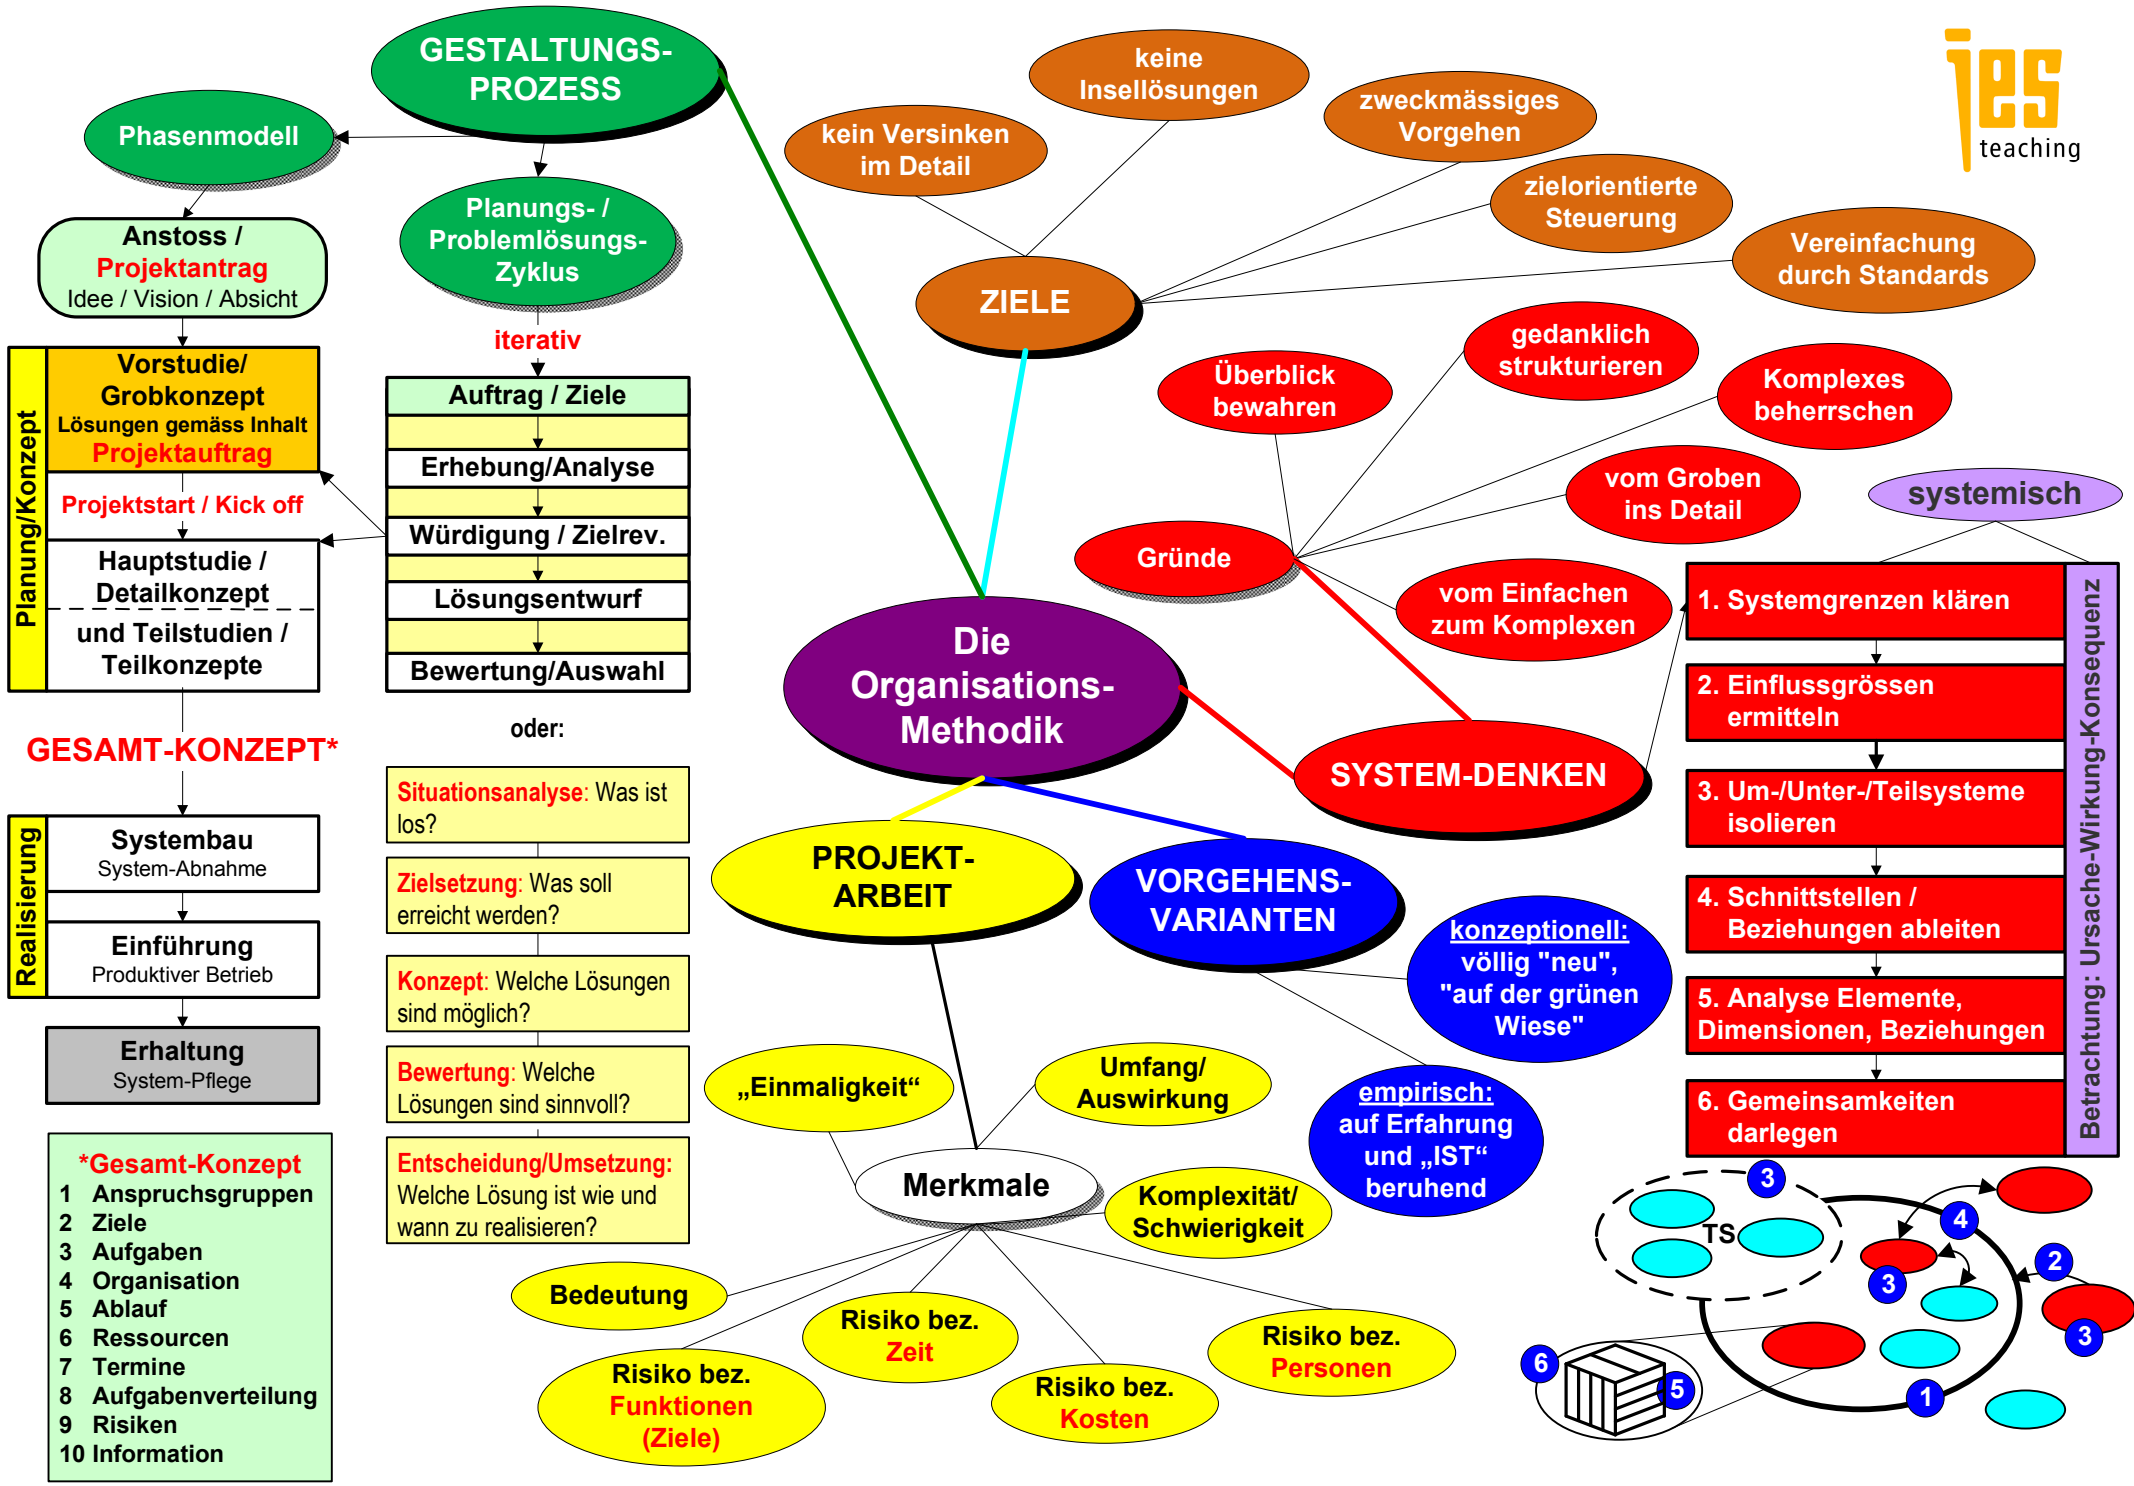 GESTALTUNGS-
PROZESS
Phasenmodell
Anstoss /
Projektantrag
Idee / Vision / Absicht
Planung/Konzept
Vorstudie/
Grobkonzept
Lösungen gemäss Inhalt
Projektauftrag
Projektstart / Kick off
Hauptstudie /
Detailkonzept
und Teilstudien /
Teilkonzepte
GESAMT-KONZEPT*
Realisierung
Systembau
System-Abnahme
Einführung
Produktiver Betrieb
Erhaltung
System-Pflege
*Gesamt-Konzept
1 Anspruchsgruppen
2 Ziele
3 Aufgaben
4 Organisation
5 Ablauf
6 Ressourcen
7 Termine
8 Aufgabenverteilung
9 Risiken
10 Information
Planungs- /
Problemlösungs-
Zyklus
iterativ
Auftrag / Ziele
Erhebung/Analyse
Würdigung / Zielrev.
Lösungsentwurf
Bewertung/Auswahl
oder:
Situationsanalyse: Was ist
los?
Zielsetzung: Was soll
erreicht werden?
Konzept: Welche Lösungen
sind möglich?
Bewertung: Welche
Lösungen sind sinnvoll?
Entscheidung/Umsetzung:
Welche Lösung ist wie und
wann zu realisieren?
keine
Insellösungen
kein Versinken
im Detail
zweckmässiges
Vorgehen
zielorientierte
Steuerung
Vereinfachung
durch Standards
ZIELE
ies
teaching
gedanklich
strukturieren
Überblick
bewahren
Komplexes
beherrschen
vom Groben
ins Detail
Gründe
vom Einfachen
zum Komplexen
Die
Organisations-
Methodik
SYSTEM-DENKEN
systemisch
1. Systemgrenzen klären
2. Einflussgrössen
ermitteln
3. Um-/Unter-/Teilsysteme
isolieren
4. Schnittstellen /
Beziehungen ableiten
5. Analyse Elemente,
Dimensionen, Beziehungen
6. Gemeinsamkeiten
darlegen
Betrachtung: Ursache-Wirkung-Konsequenz
PROJEKT-
ARBEIT
VORGEHENS-
VARIANTEN
konzeptionell:
völlig "neu",
"auf der grünen
Wiese"
empirisch:
auf Erfahrung
und „IST“
beruhend
„Einmaligkeit“
Umfang/
Auswirkung
Merkmale
Komplexität/
Schwierigkeit
Bedeutung
Risiko bez.
Funktionen
(Ziele)
Risiko bez.
Zeit
Risiko bez.
Kosten
Risiko bez.
Personen
3
TS
4
2
3
3
6
5
1